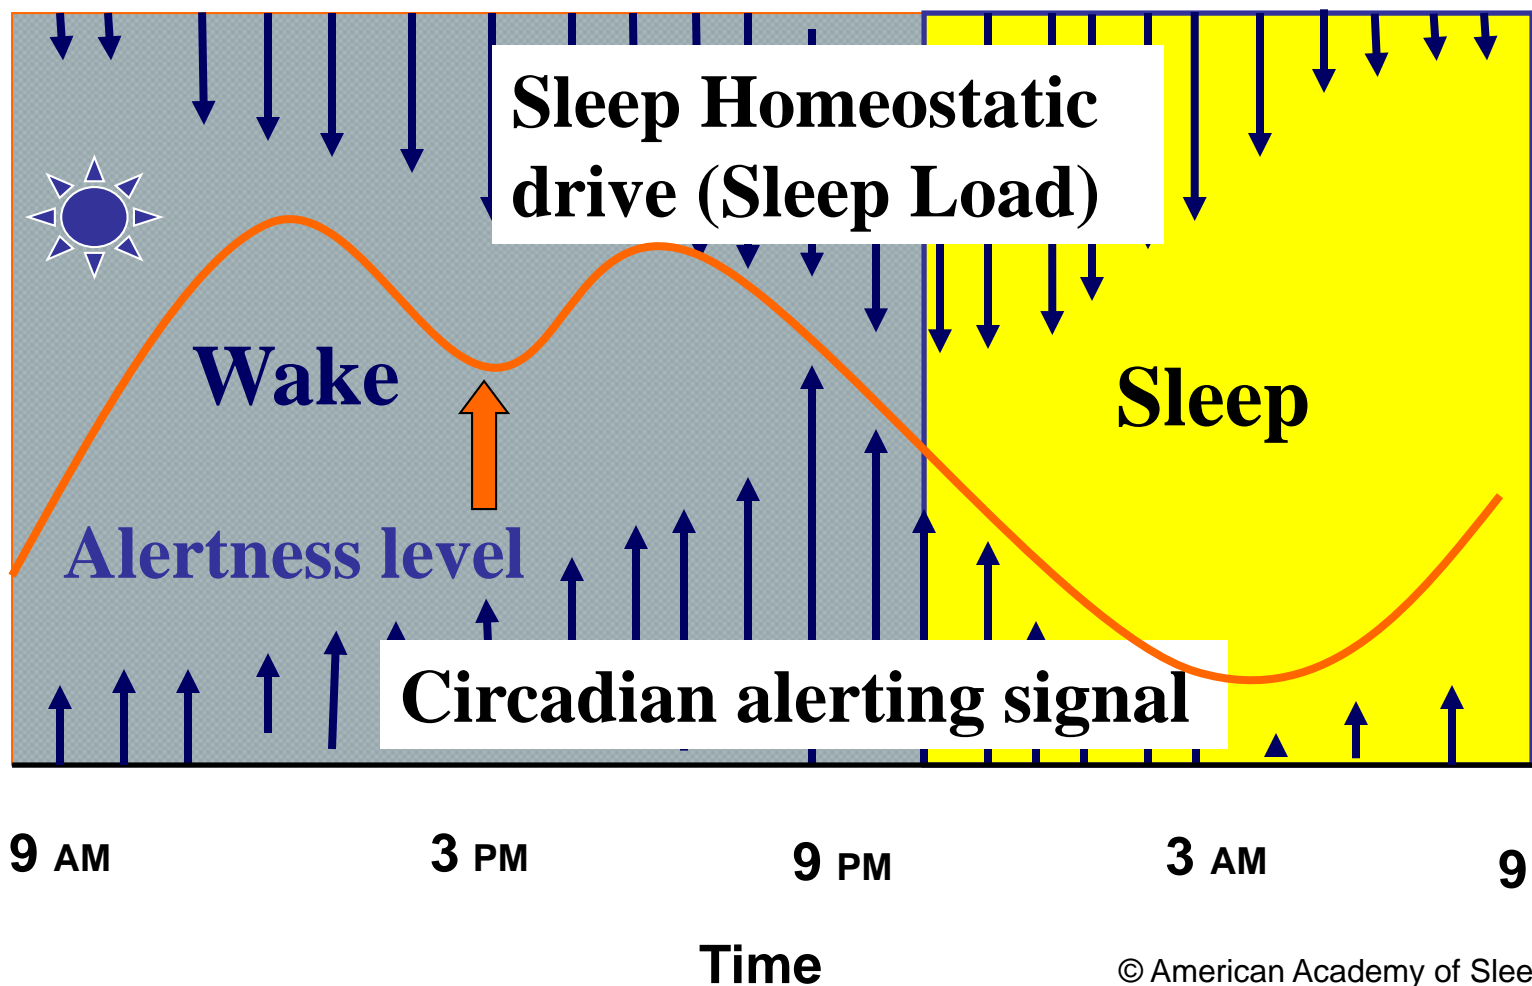 Sleep Homeostatic
drive (Sleep Load)
Wake
Sleep
Alertness level
Circadian alerting signal
9 AM 3 PM 9 PM 3 AM 9
Time
© American Academy of Slee